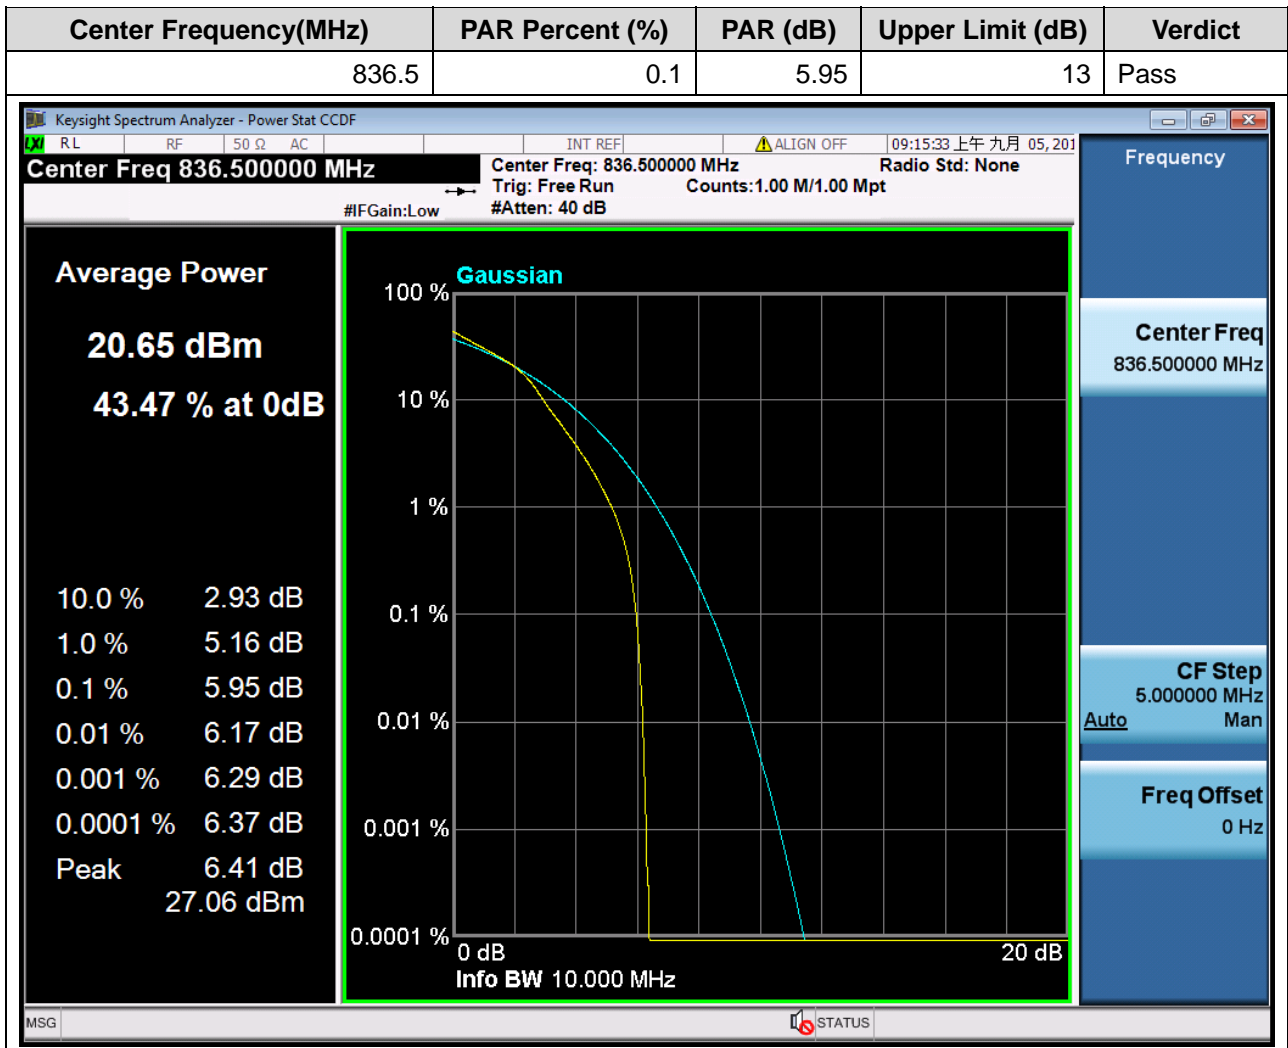 Center Frequency(MHz) PAR Percent (%) PAR (dB) Upper Limit (dB) Verdict
836.5 0.1 5.95 13 Pass
Keysight Spectrum Analyzer - Power Stat CCDF
LXI RL RF 50 Ω AC INT REF ALIGN OFF 09:15:33 上午 九月 05, 201
Center Freq 836.500000 MHz
Center Freq: 836.500000 MHz Radio Std: None
Trig: Free Run Counts:1.00 M/1.00 Mpt
#IFGain:Low #Atten: 40 dB
Average Power
20.65 dBm
43.47 % at 0dB
10.0 % 2.93 dB
1.0 % 5.16 dB
0.1 % 5.95 dB
0.01 % 6.17 dB
0.001 % 6.29 dB
0.0001 % 6.37 dB
Peak 6.41 dB
27.06 dBm
Gaussian
100 %
10 %
1 %
0.1 %
0.01 %
0.001 %
0.0001 %
0 dB 20 dB
Info BW 10.000 MHz
Frequency
Center Freq
836.500000 MHz
CF Step
5.000000 MHz
Auto Man
Freq Offset
0 Hz
MSG STATUS